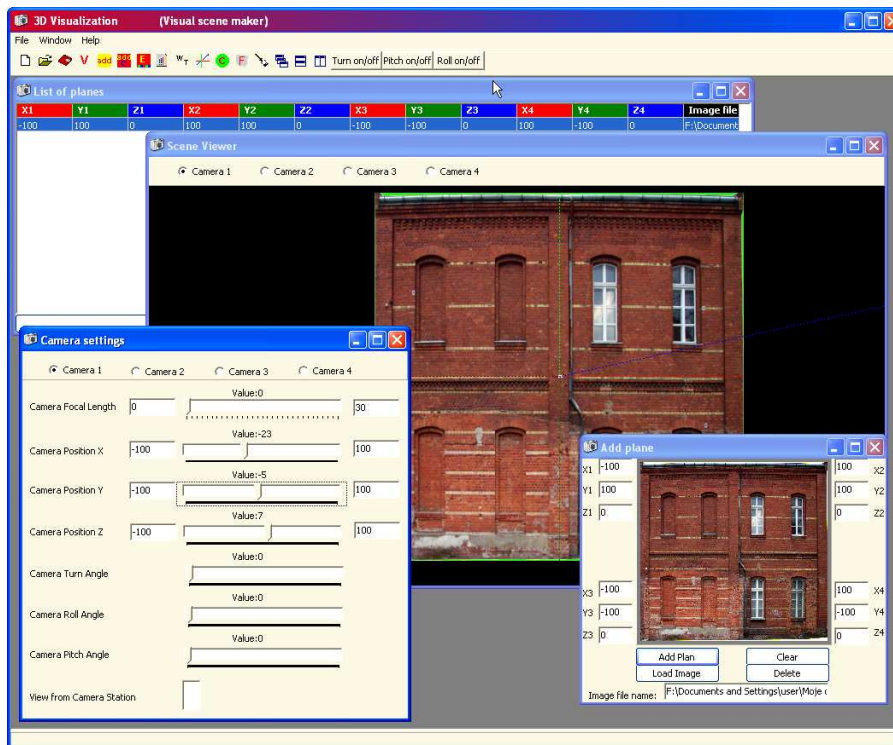 3D Visualization (Visual scene maker)
File Window Help
V add add E W T C F Turn on/off Pitch on/off Roll on/off
List of planes
X1 Y1 Z1 X2 Y2 Z2 X3 Y3 Z3 X4 Y4 Z4 Image file
-100 100 0 100 100 0 -100 -100 0 100 -100 0 F:\Document
Scene Viewer
Camera 1 Camera 2 Camera 3 Camera 4
Camera settings
Camera 1 Camera 2 Camera 3 Camera 4
Value:0
Camera Focal Length 0 30
Value:-23
Camera Position X -100 100
Value:-5
Camera Position Y -100 100
Value:7
Camera Position Z -100 100
Value:0
Camera Turn Angle
Value:0
Camera Roll Angle
Value:0
Camera Pitch Angle
View from Camera Station
Add plane
X1 -100 100 X2
Y1 100 100 Y2
Z1 0 0 Z2
X3 -100 100 X4
Y3 -100 -100 Y4
Z3 0 0 Z4
Add Plan Clear
Load Image Delete
Image file name: F:\Documents and Settings\user\Moje